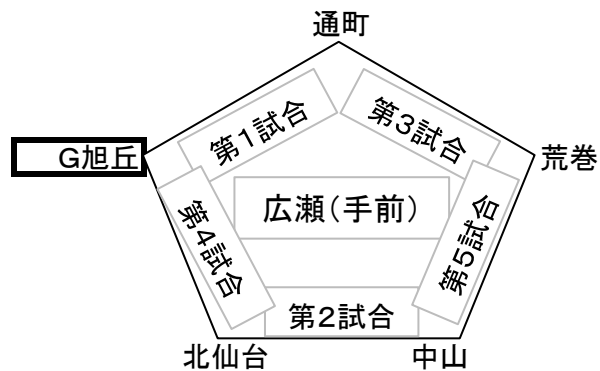 通町
第1試合
第3試合
G旭丘
荒巻
広瀬(手前)
第4試合
第5試合
第2試合
北仙台
中山